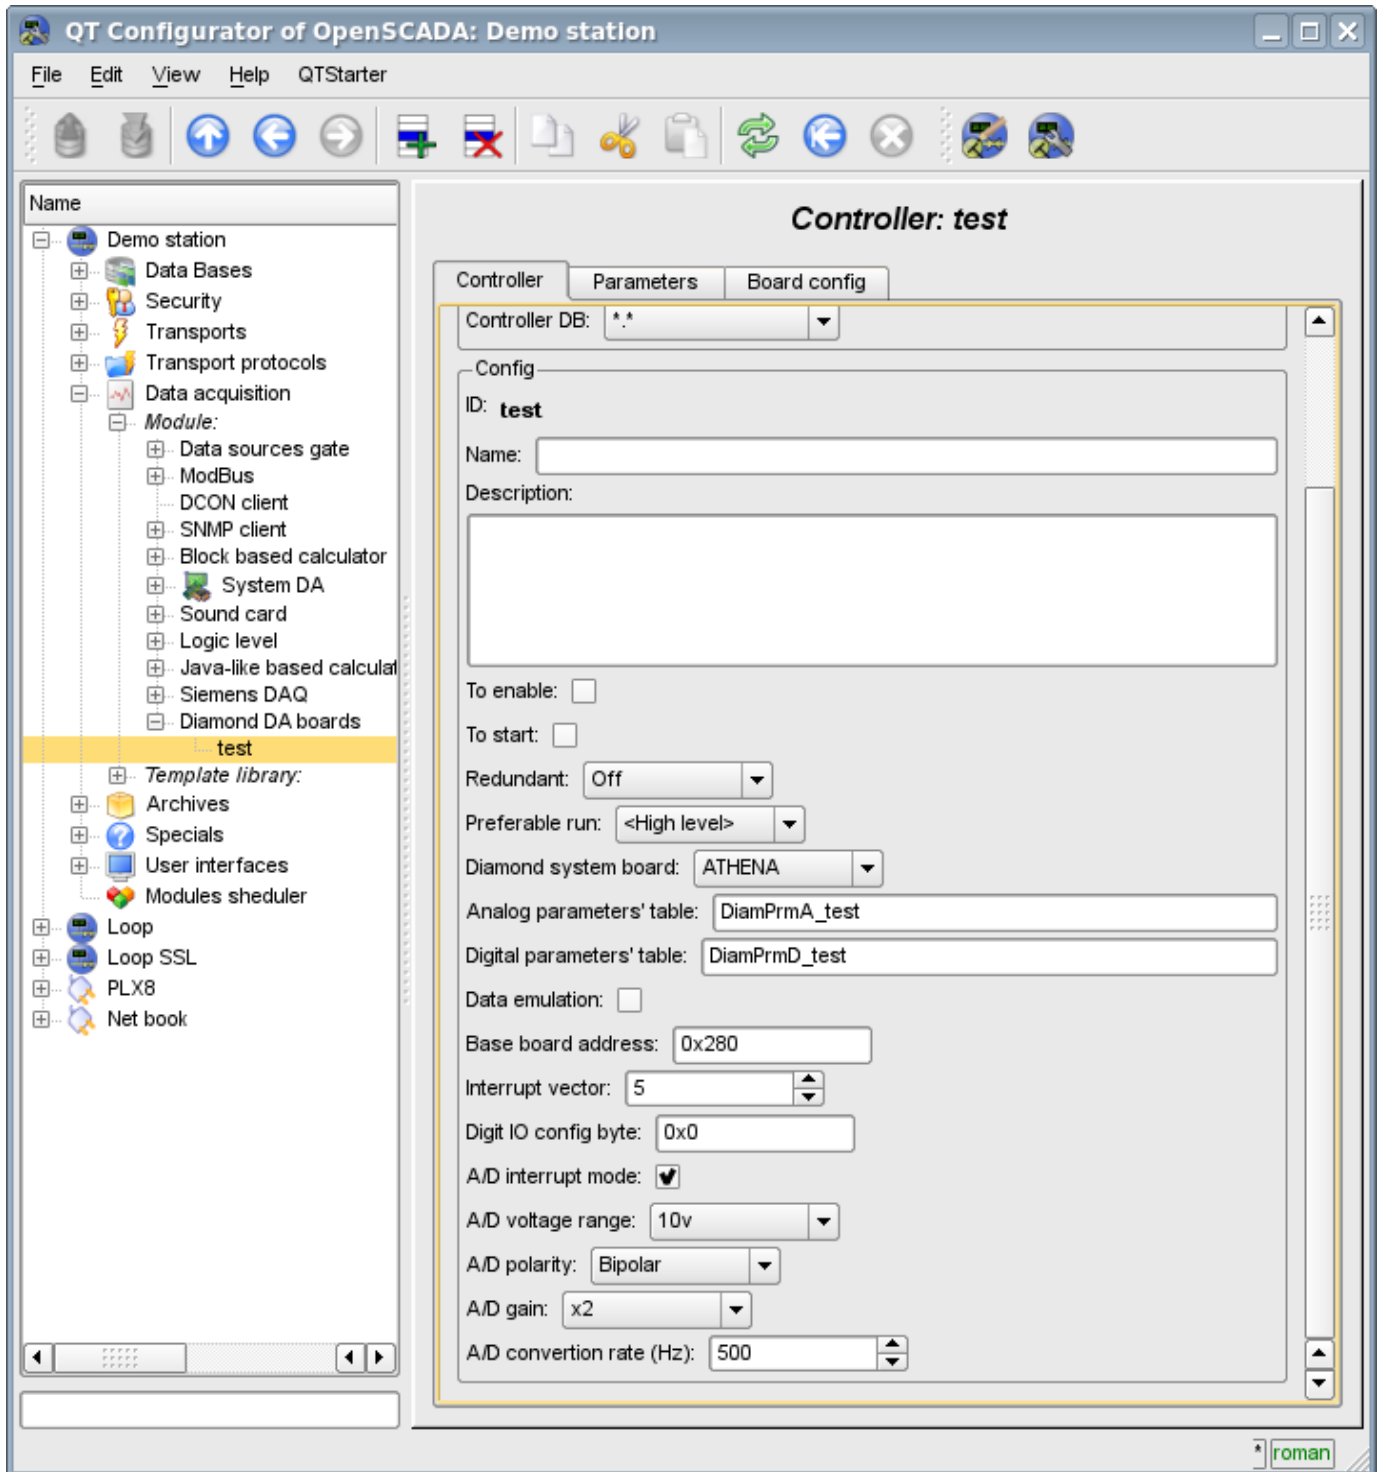 QT Configurator of OpenSCADA: Demo station
File Edit View Help QTStarter
Name
Demo station
Data Bases
Security
Transports
Transport protocols
Data acquisition
Module:
Data sources gate
ModBus
DCON client
SNMP client
Block based calculator
System DA
Sound card
Logic level
Java-like based calculat
Siemens DAQ
Diamond DA boards
test
Template library:
Archives
Specials
User interfaces
Modules sheduler
Loop
Loop SSL
PLX8
Net book
Controller: test
Controller Parameters Board config
Controller DB: *.*
Config
ID: test
Name:
Description:
To enable:
To start:
Redundant: Off
Preferable run: <High level>
Diamond system board: ATHENA
Analog parameters' table: DiamPrmA_test
Digital parameters' table: DiamPrmD_test
Data emulation:
Base board address: 0x280
Interrupt vector: 5
Digit IO config byte: 0x0
A/D interrupt mode:
A/D voltage range: 10v
A/D polarity: Bipolar
A/D gain: x2
A/D convertion rate (Hz): 500
* roman